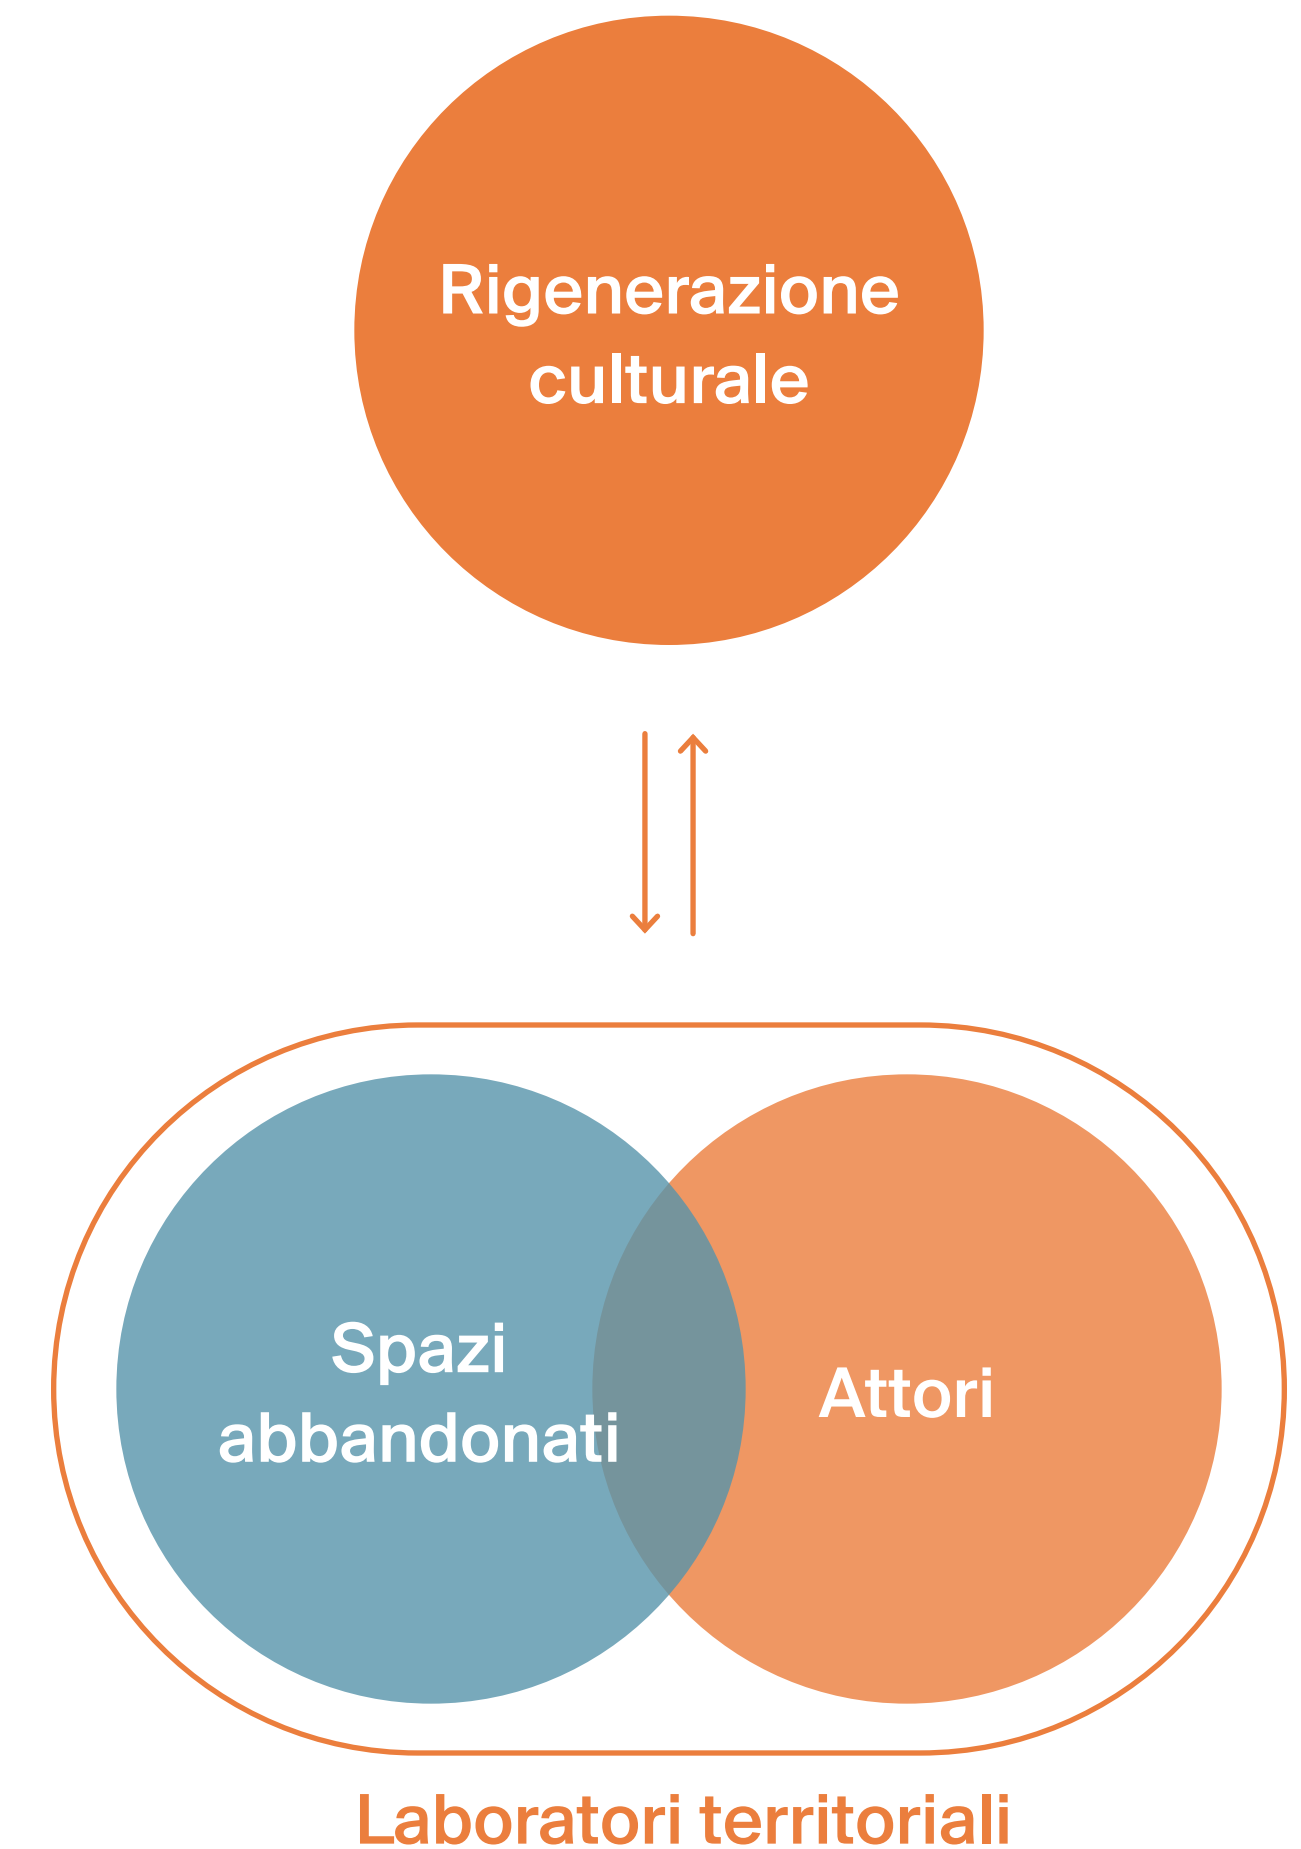 Rigenerazione
culturale
Spazi
abbandonati
Attori
Laboratori territoriali